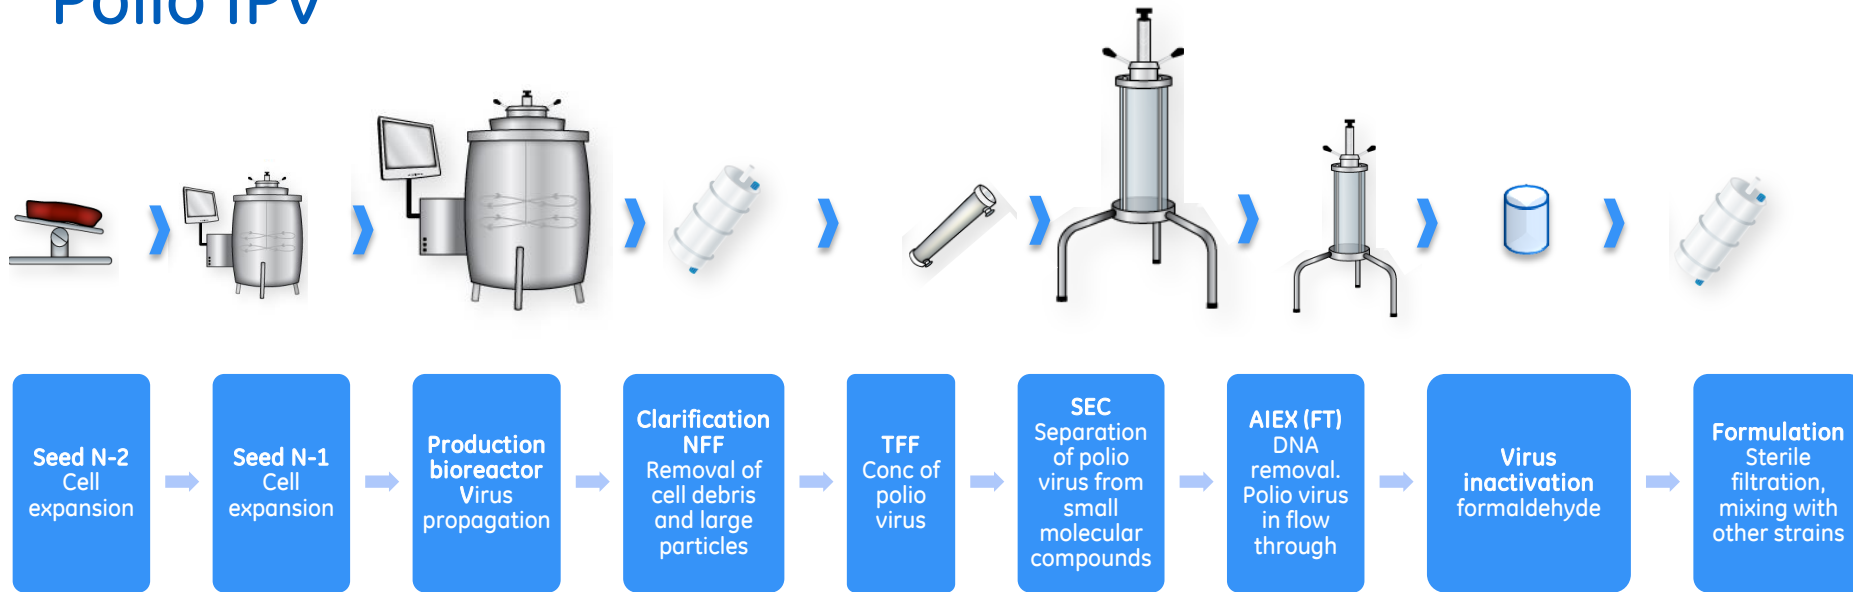 Polio IPV
Seed N-2
Cell
expansion
Seed N-1
Cell
expansion
Production
bioreactor
Virus
propagation
Clarification
NFF
Removal of
cell debris
and large
particles
TFF
Conc of
polio
virus
SEC
Separation
of polio
virus from
small
molecular
compounds
AIEX (FT)
DNA
removal.
Polio virus
in flow
through
Virus
inactivation
formaldehyde
Formulation
Sterile
filtration,
mixing with
other strains